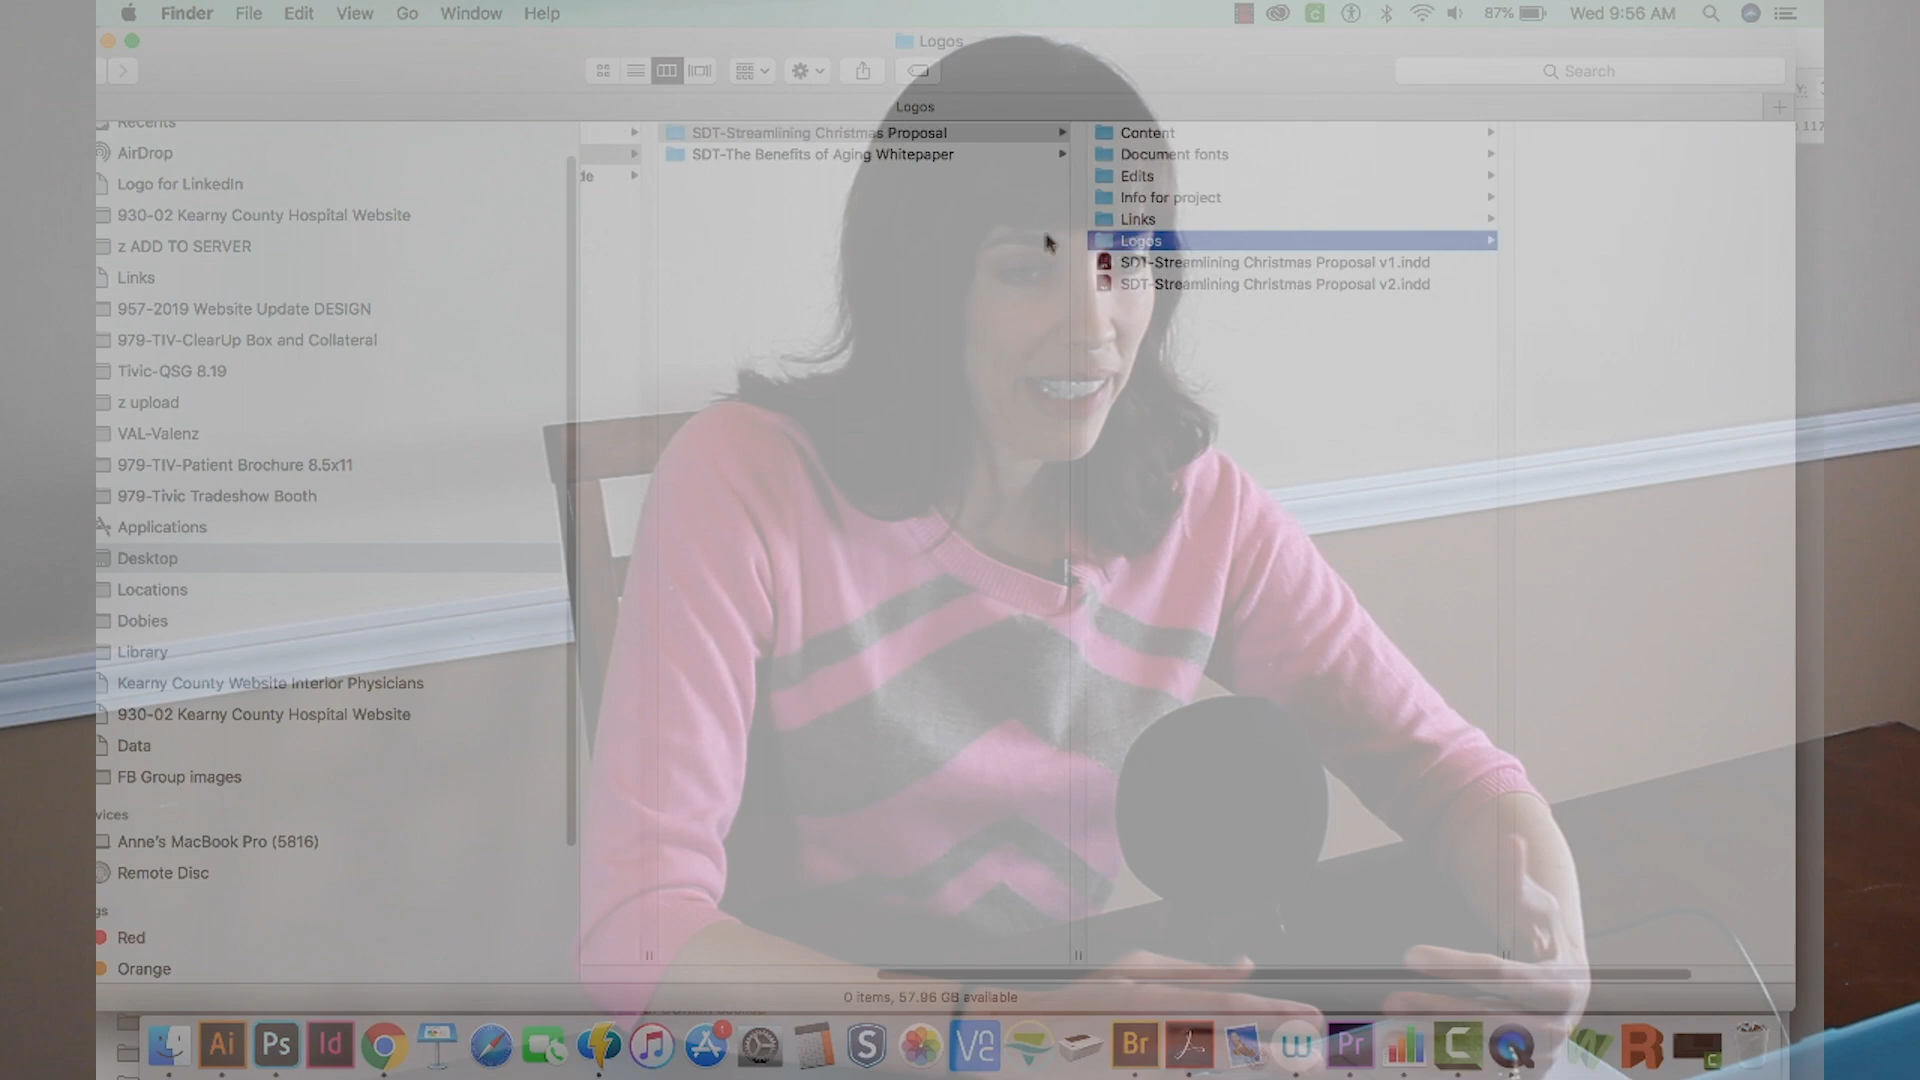 Finder File Edit View Go Window Help 87% Wed 9:56 AM
Logos
Search
Logos
Recents
AirDrop
Logo for LinkedIn
930-02 Kearny County Hospital Website
z ADD TO SERVER
Links
957-2019 Website Update DESIGN
979-TIV-ClearUp Box and Collateral
Tivic-QSG 8.19
z upload
VAL-Valenz
979-TIV-Patient Brochure 8.5x11
979-Tivic Tradeshow Booth
Applications
Desktop
Locations
Dobies
Library
Kearny County Website Interior Physicians
930-02 Kearny County Hospital Website
Data
FB Group images
vices
Anne's MacBook Pro (5816)
Remote Disc
gs
Red
Orange
de
SDT-Streamlining Christmas Proposal
SDT-The Benefits of Aging Whitepaper
Content
Document fonts
Edits
Info for project
Links
Logos
SDT-Streamlining Christmas Proposal v1.indd
SDT-Streamlining Christmas Proposal v2.indd
Y:
117
0 items, 57.96 GB available
Ai Ps Id 1 S Br W Pr C